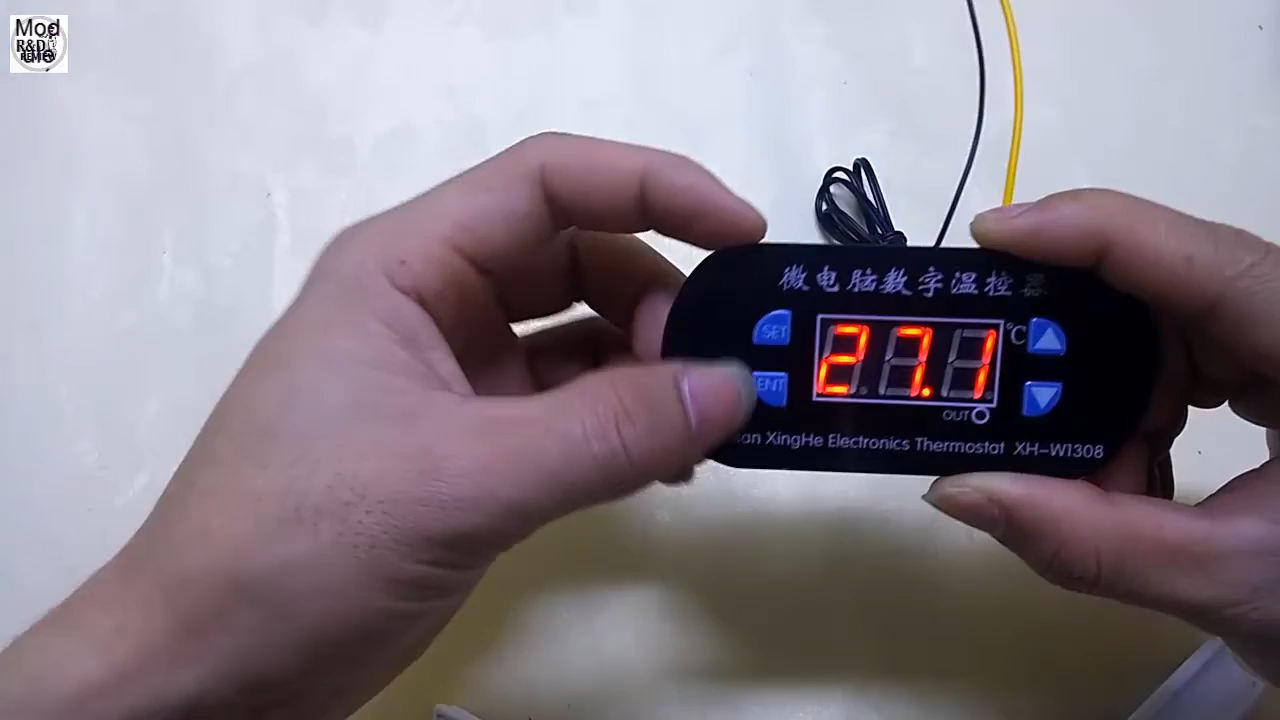 Mod
R&D
REVIEW
微电脑数字温控器
SET
27.1
°C
ENT
OUT
XingHe Electronics Thermostat XH-W1308